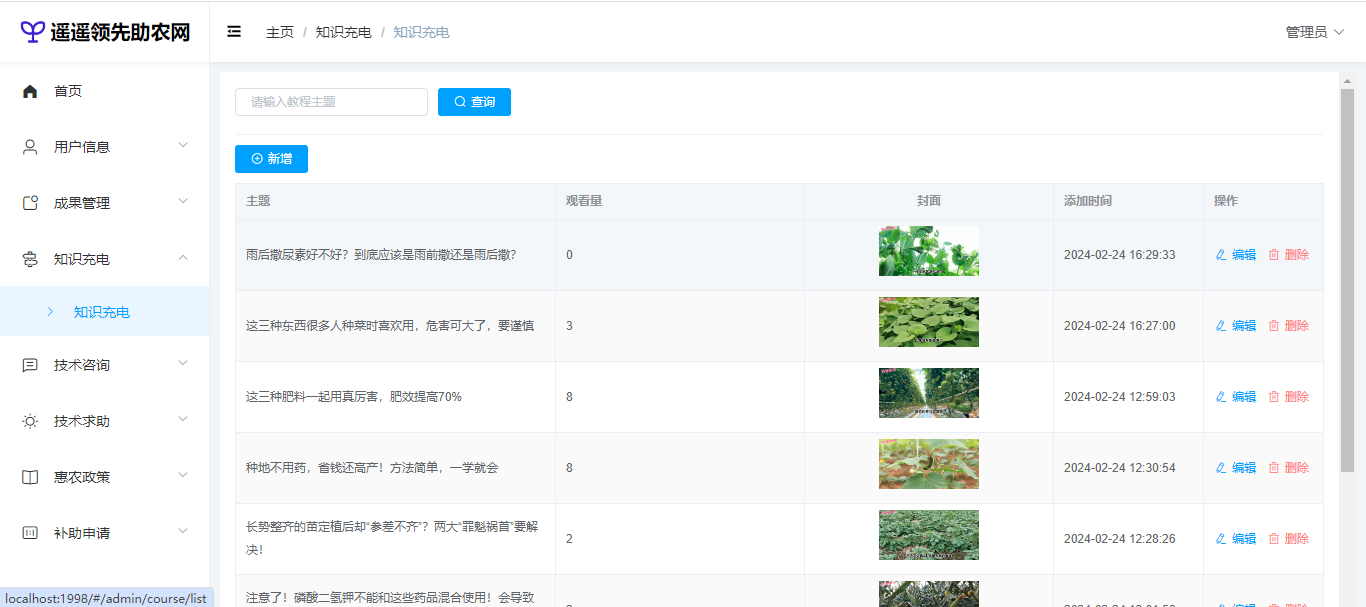 遥遥领先助农网
主页 / 知识充电 / 知识充电
管理员
首页
用户信息
成果管理
知识充电
知识充电
技术咨询
技术求助
惠农政策
补助申请
请输入教程主题
查询
新增
主题 观看量 封面 添加时间 操作
雨后撒尿素好不好？到底应该是雨前撒还是雨后撒? 0 2024-02-24 16:29:33 编辑 删除
这三种东西很多人种菜时喜欢用，危害可大了，要谨慎 3 2024-02-24 16:27:00 编辑 删除
这三种肥料一起用真厉害，肥效提高70% 8 2024-02-24 12:59:03 编辑 删除
种地不用药，省钱还高产！方法简单，一学就会 8 2024-02-24 12:30:54 编辑 删除
长势整齐的苗定植后却“参差不齐”？两大“罪魁祸首”要解
决！ 2 2024-02-24 12:28:26 编辑 删除
注意了！磷酸二氢钾不能和这些药品混合使用！会导致
localhost:1998/#/admin/course/list